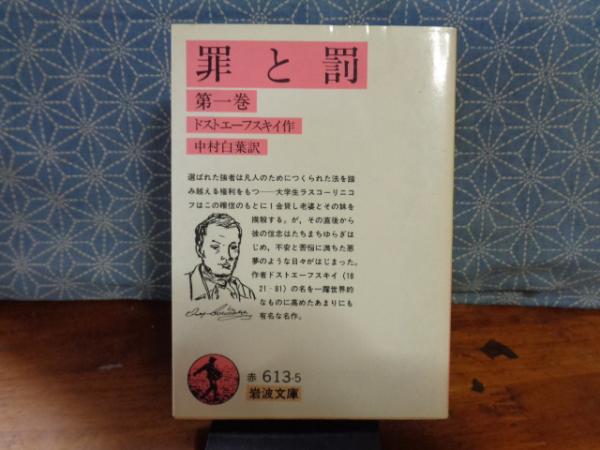 罪と罰
第一巻
ドストエーフスキイ作
中村白葉訳
選ばれた強者は凡人のためにつくられた法を踏
み越える権利をもつ──大学生ラスコーリニコ
フはこの確信のもとに1金貸し老婆とその妹を
撲殺する。が，その直後から
彼の信念はたちまちゆらぎは
じめ，不安と苦悩に満ちた悪
夢のような日々がはじまった。
作者ドストエーフスキイ（18
21‐81）の名を一躍世界的
なものに高めたあまりにも
有名な名作。
赤 613-5
岩波文庫